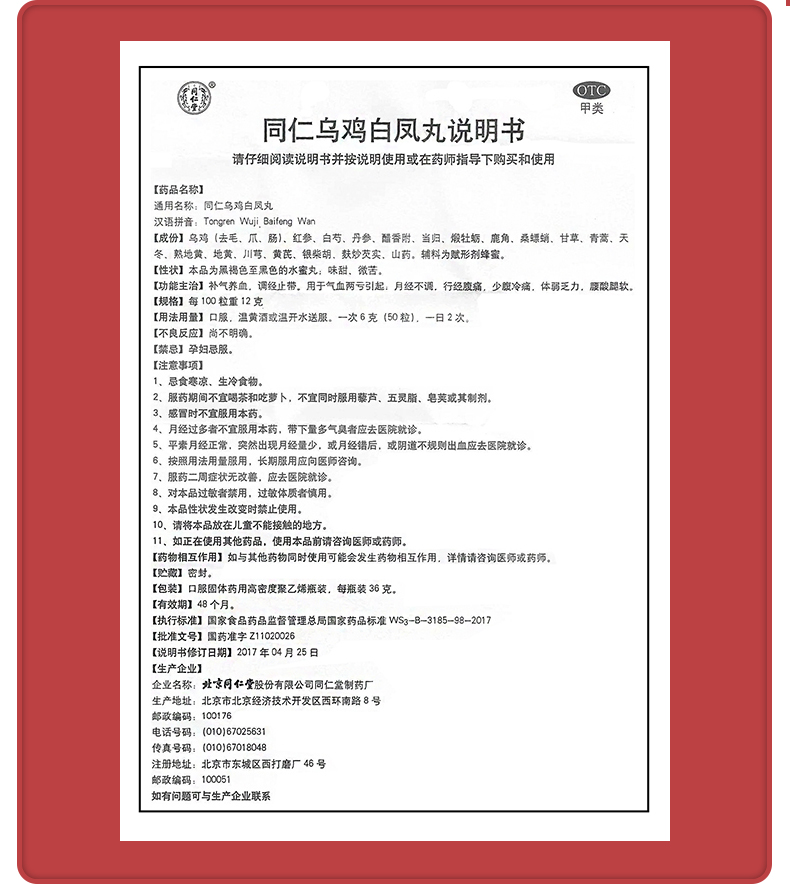 同仁堂®
OTC
甲类
同仁乌鸡白凤丸说明书
请仔细阅读说明书并按说明使用或在药师指导下购买和使用
【药品名称】
通用名称：同仁乌鸡白凤丸
汉语拼音：Tongren Wuji Baifeng Wan
【成份】乌鸡（去毛、爪、肠）、红参、白芍、丹参、醋香附、当归、煅牡蛎、鹿角、桑螵蛸、甘草、青蒿、天
冬、熟地黄、地黄、川芎、黄芪、银柴胡、麸炒芡实、山药。辅料为赋形剂蜂蜜。
【性状】本品为黑褐色至黑色的水蜜丸；味甜、微苦。
【功能主治】补气养血，调经止带。用于气血两亏引起：月经不调，行经腹痛，少腹冷痛，体弱乏力，腰酸腿软。
【规格】每 100 粒重 12 克
【用法用量】口服，温黄酒或温开水送服。一次 6 克（50 粒），一日 2 次。
【不良反应】尚不明确。
【禁忌】孕妇忌服。
【注意事项】
1、忌食寒凉、生冷食物。
2、服药期间不宜喝茶和吃萝卜，不宜同时服用藜芦、五灵脂、皂荚或其制剂。
3、感冒时不宜服用本药。
4、月经过多者不宜服用本药，带下量多气臭者应去医院就诊。
5、平素月经正常，突然出现月经量少，或月经错后，或阴道不规则出血应去医院就诊。
6、按照用法用量服用，长期服用应向医师咨询。
7、服药二周症状无改善，应去医院就诊。
8、对本品过敏者禁用，过敏体质者慎用。
9、本品性状发生改变时禁止使用。
10、请将本品放在儿童不能接触的地方。
11、如正在使用其他药品，使用本品前请咨询医师或药师。
【药物相互作用】如与其他药物同时使用可能会发生药物相互作用，详情请咨询医师或药师。
【贮藏】密封。
【包装】口服固体药用高密度聚乙烯瓶装，每瓶装 36 克。
【有效期】48 个月。
【执行标准】国家食品药品监督管理总局国家药品标准 WS3-B-3185-98-2017
【批准文号】国药准字 Z11020026
【说明书修订日期】2017 年 04 月 25 日
【生产企业】
企业名称：北京同仁堂股份有限公司同仁堂制药厂
生产地址：北京市北京经济技术开发区西环南路 8 号
邮政编码：100176
电话号码：(010)67025631
传真号码：(010)67018048
注册地址：北京市东城区西打磨厂 46 号
邮政编码：100051
如有问题可与生产企业联系